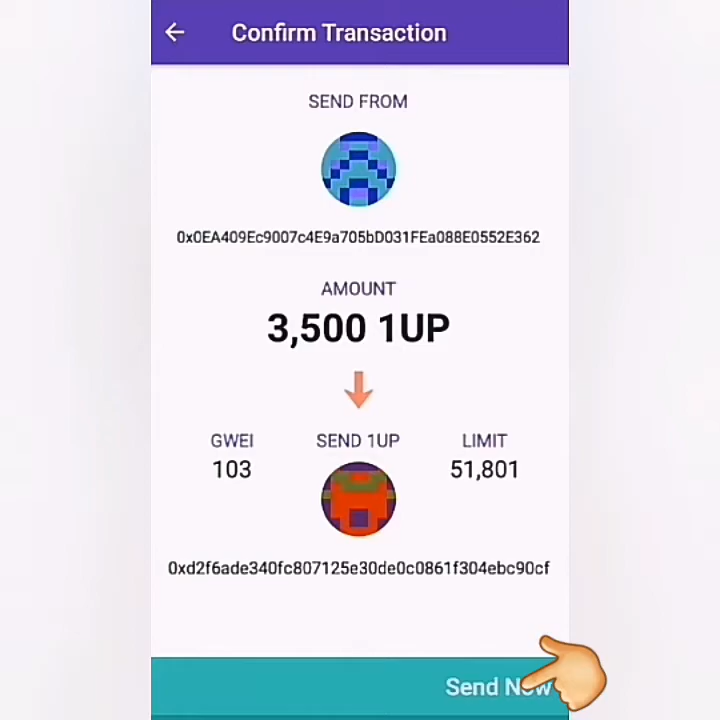 Confirm Transaction
SEND FROM
0x0EA409Ec9007c4E9a705bD031FEa088E0552E362
AMOUNT
3,500 1UP
GWEI SEND 1UP LIMIT
103 51,801
0xd2f6ade340fc807125e30de0c0861f304ebc90cf
Send Now